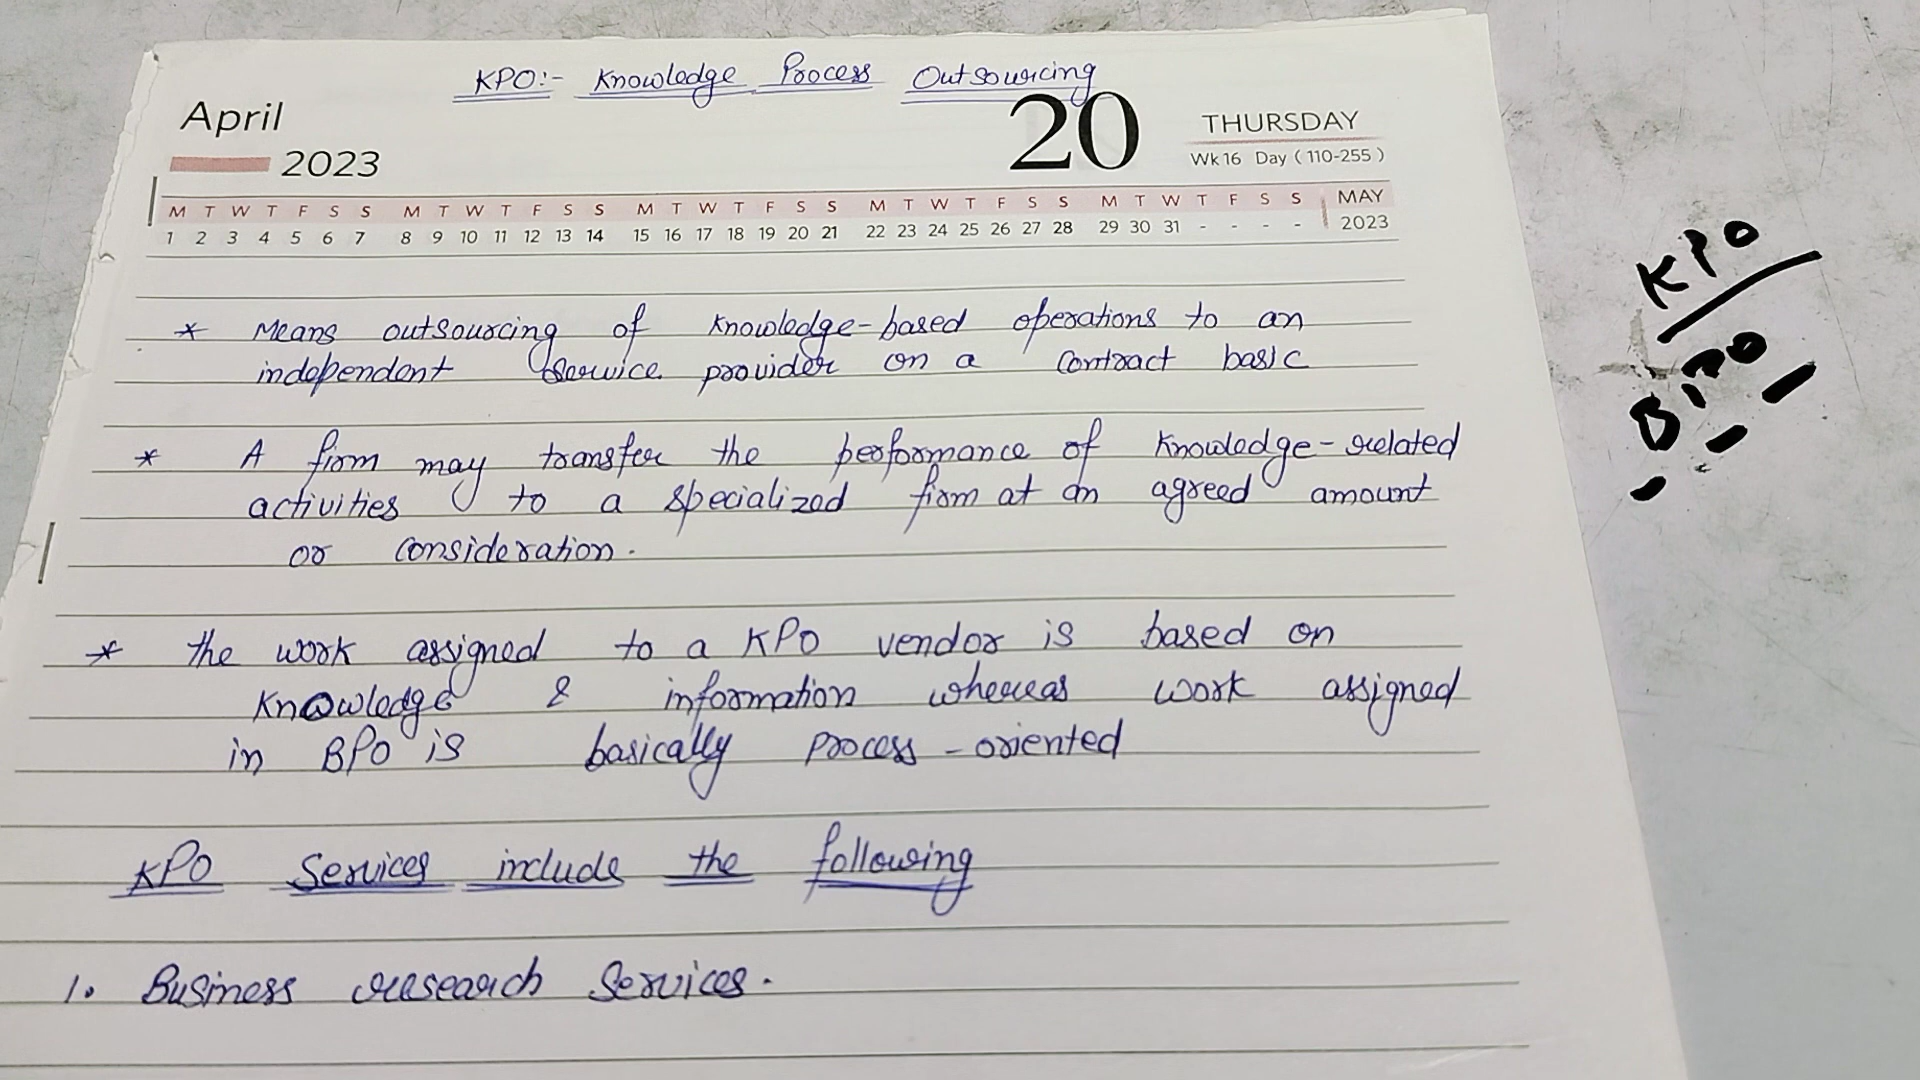 KPO:- Knowledge Process Outsourcing
April
2023
20
THURSDAY
Wk 16 Day ( 110-255 )
M T W T F S S M T W T F S S M T W T F S S M T W T F S S M T W T F S S MAY
1 2 3 4 5 6 7 8 9 10 11 12 13 14 15 16 17 18 19 20 21 22 23 24 25 26 27 28 29 30 31 - - - - 2023
* Means outsourcing of knowledge-based operations to an
independent service provider on a contract basic
* A firm may transfer the performance of knowledge-related
activities to a specialized firm at an agreed amount
or consideration.
* the work assigned to a KPO vendor is based on
Knowledge & information whereas work assigned
in BPO is basically process-oriented
KPO Services include the following
1. Business research Services.
KPO
BPO